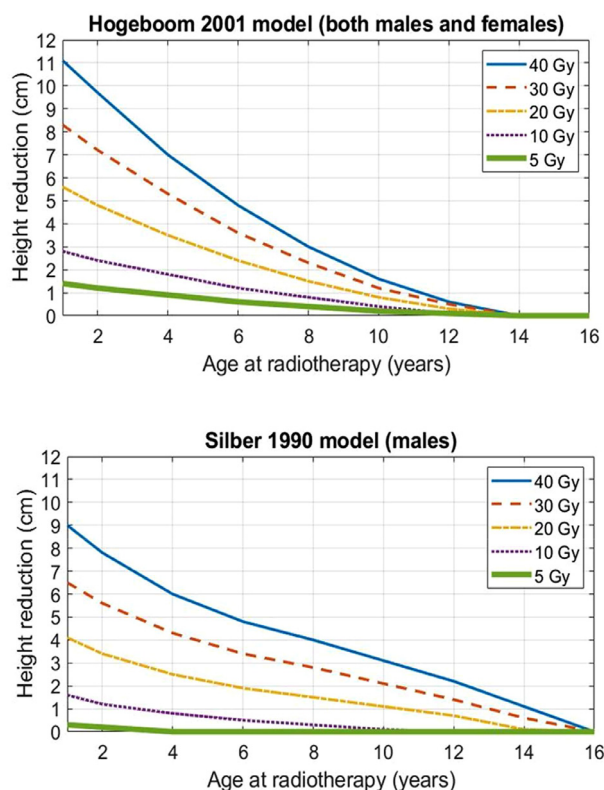 Hogeboom 2001 model (both males and females)
12
11
10
9
8
7
6
5
4
3
2
1
0
Height reduction (cm)
40 Gy
30 Gy
20 Gy
10 Gy
5 Gy
2 4 6 8 10 12 14 16
Age at radiotherapy (years)
Silber 1990 model (males)
12
11
10
9
8
7
6
5
4
3
2
1
0
Height reduction (cm)
40 Gy
30 Gy
20 Gy
10 Gy
5 Gy
2 4 6 8 10 12 14 16
Age at radiotherapy (years)